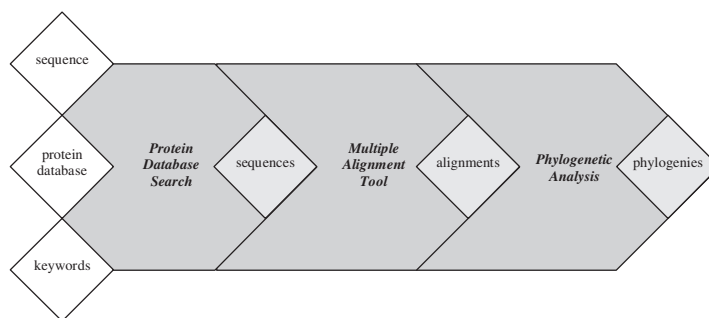 sequence
protein
database
keywords
Protein
Database
Search
sequences
Multiple
Alignment
Tool
alignments
Phylogenetic
Analysis
phylogenies